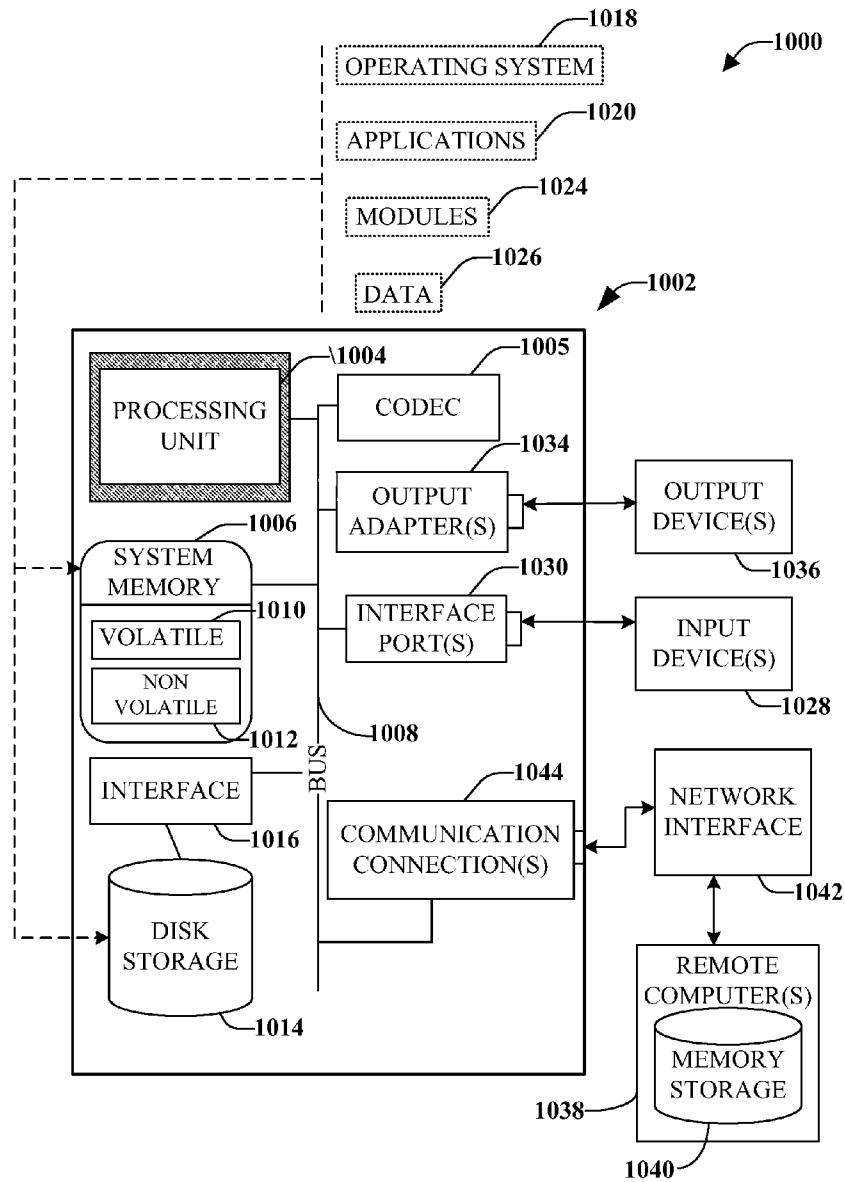 1018
1000
OPERATING SYSTEM
1020
APPLICATIONS
1024
MODULES
1026
DATA
1002
\1004
1005
PROCESSING
UNIT
CODEC
1034
OUTPUT
ADAPTER(S)
OUTPUT
DEVICE(S)
1036
1006
SYSTEM
MEMORY
1030
1010
VOLATILE
INTERFACE
PORT(S)
INPUT
DEVICE(S)
1028
NON
VOLATILE
1012
1008
BUS
1044
INTERFACE
1016
COMMUNICATION
CONNECTION(S)
NETWORK
INTERFACE
1042
DISK
STORAGE
1014
REMOTE
COMPUTER(S)
MEMORY
STORAGE
1038
1040